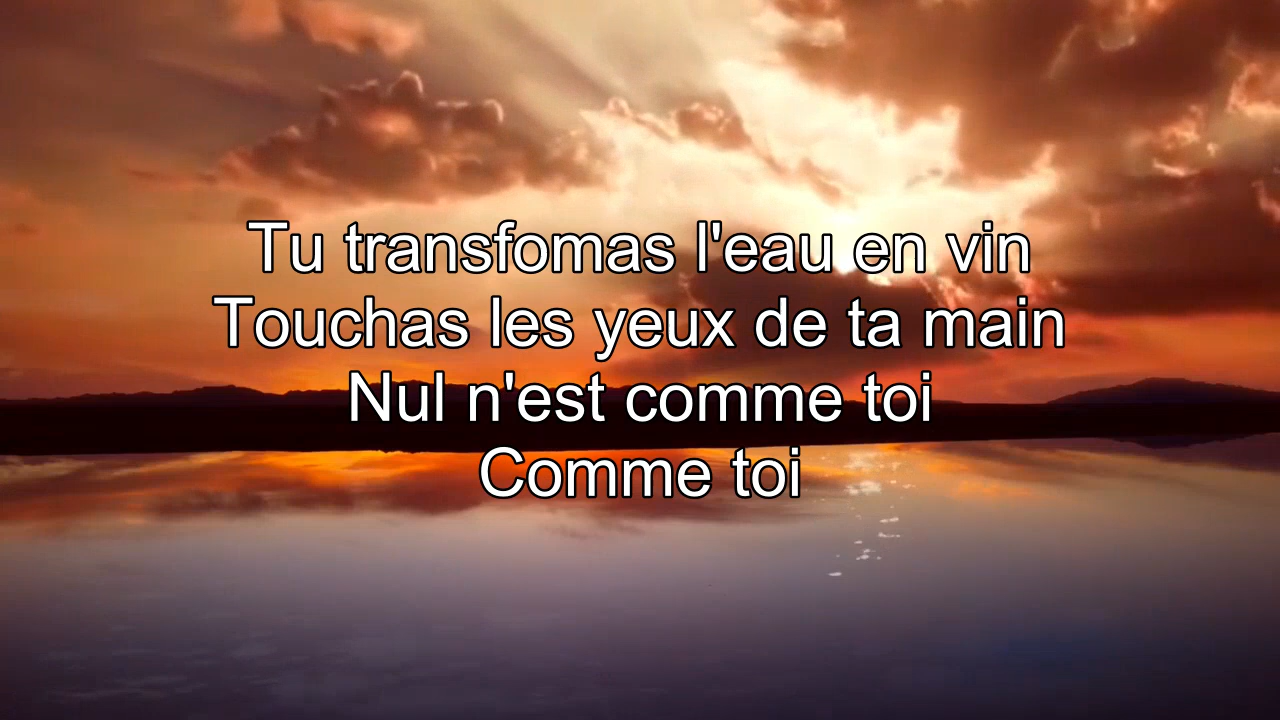 Tu transfomas l'eau en vin
Touchas les yeux de ta main
Nul n'est comme toi
Comme toi